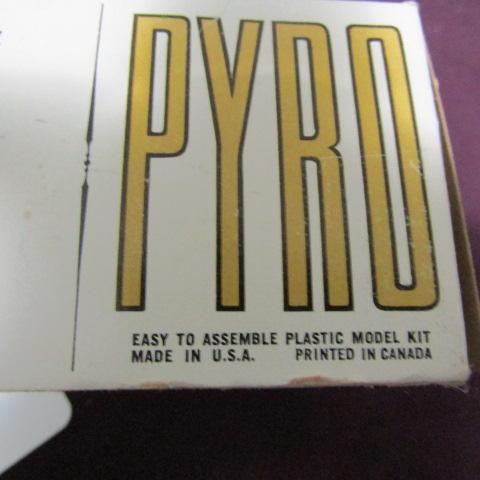 PYRO
EASY TO ASSEMBLE PLASTIC MODEL KIT
MADE IN U.S.A. PRINTED IN CANADA